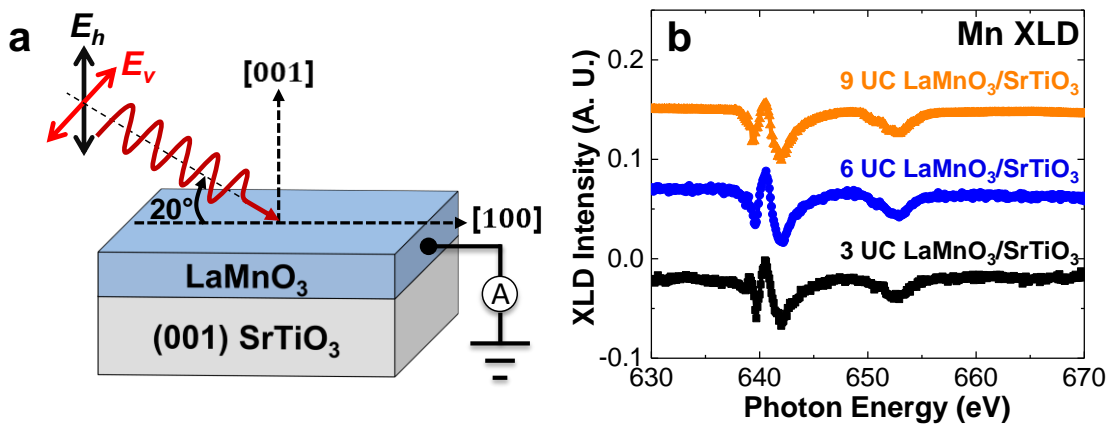 a
E_h
E_v
[001]
20°
[100]
LaMnO₃
(001) SrTiO₃
A
b
Mn XLD
9 UC LaMnO₃/SrTiO₃
6 UC LaMnO₃/SrTiO₃
3 UC LaMnO₃/SrTiO₃
XLD Intensity (A. U.)
0.2
0.1
0.0
-0.1
630 640 650 660 670
Photon Energy (eV)